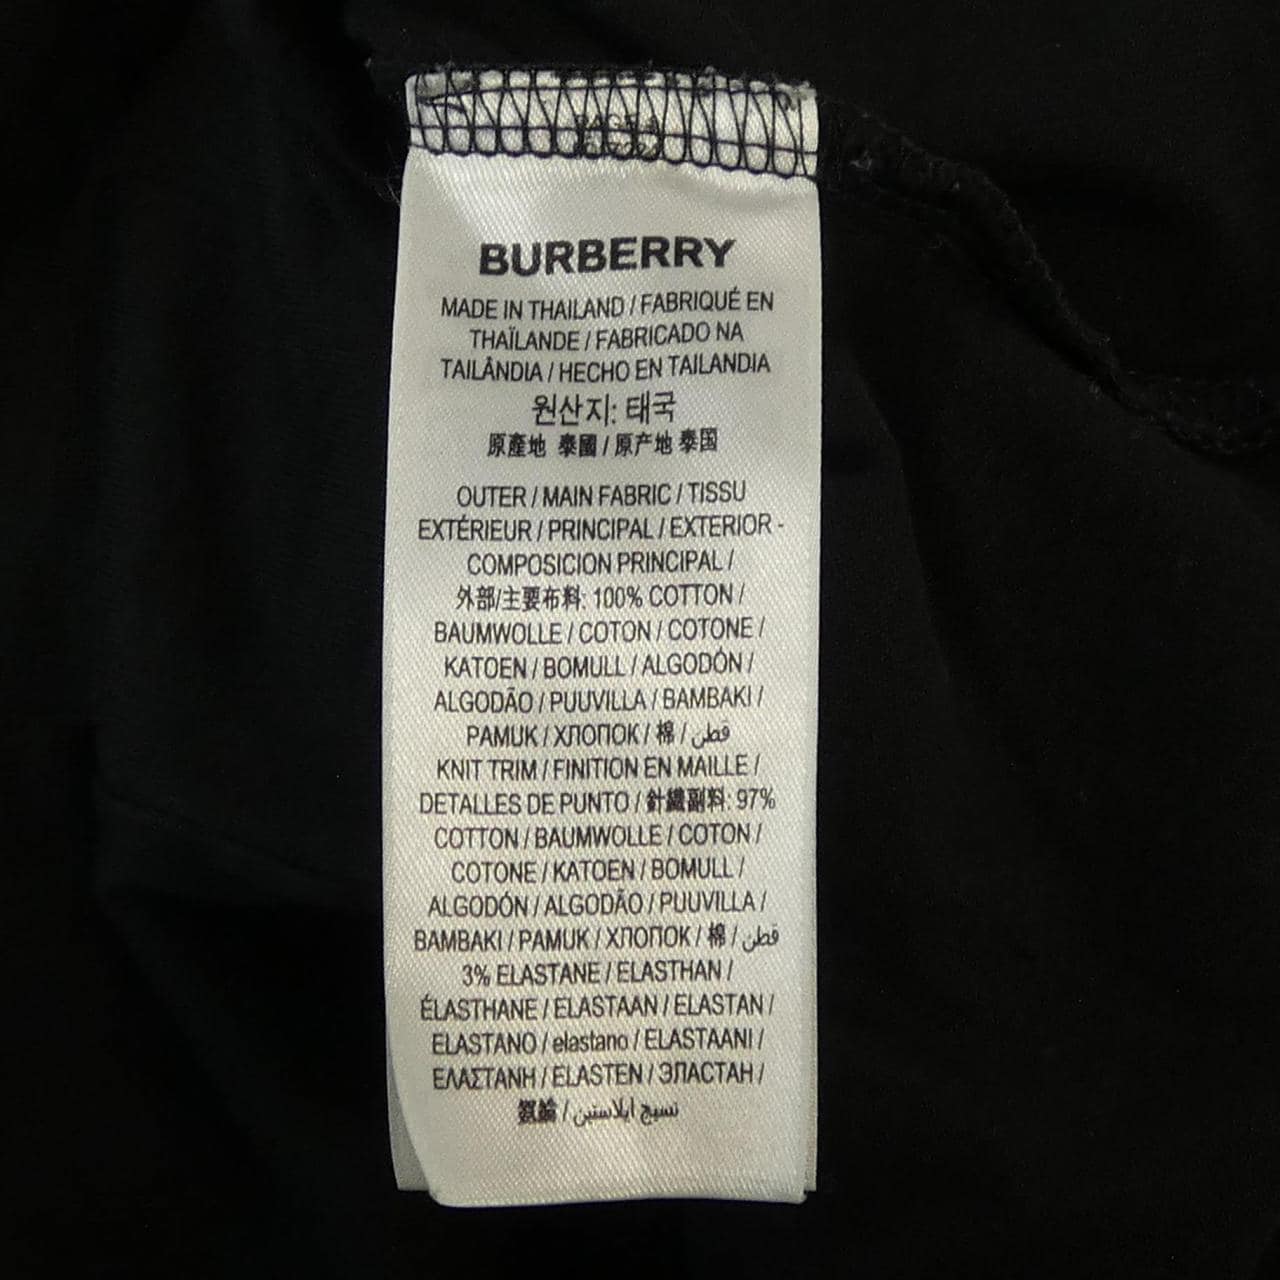 BURBERRY
MADE IN THAILAND / FABRIQUÉ EN
THAÏLANDE / FABRICADO NA
TAILÂNDIA / HECHO EN TAILANDIA
원산지: 태국
原產地 泰國 / 原产地 泰国
OUTER / MAIN FABRIC / TISSU
EXTÉRIEUR / PRINCIPAL / EXTERIOR -
COMPOSICION PRINCIPAL /
外部/主要布料: 100% COTTON /
BAUMWOLLE / COTON / COTONE /
KATOEN / BOMULL / ALGODÓN /
ALGODÃO / PUUVILLA / BAMBAKI /
PAMUK / ХЛОПОК / 棉 / قطن
KNIT TRIM / FINITION EN MAILLE /
DETALLES DE PUNTO / 針織副料: 97%
COTTON / BAUMWOLLE / COTON /
COTONE / KATOEN / BOMULL /
ALGODÓN / ALGODÃO / PUUVILLA /
BAMBAKI / PAMUK / ХЛОПОК / 棉 / قطن
3% ELASTANE / ELASTHAN /
ÉLASTHANE / ELASTAAN / ELASTAN /
ELASTANO / elastano / ELASTAANI /
ΕΛΑΣΤΑΝΗ / ELASTEN / ЭЛАСТАН /
氨綸 / نسيج ايلاستين